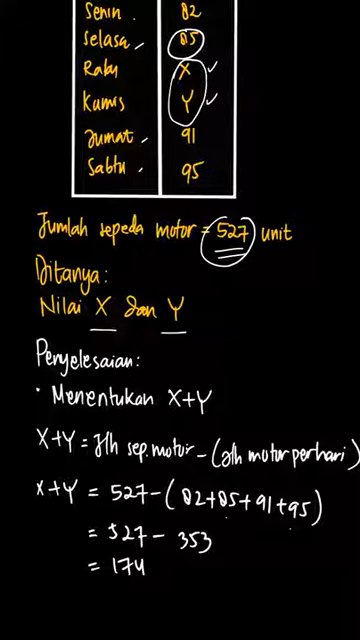 Senin . 82
Selasa , 85
Rabu X ✓
Kamis Y ✓
Jumat , 91
Sabtu , 95
Jumlah sepeda motor = 527 unit
Ditanya:
Nilai X dan Y
Penyelesaian:
• Menentukan X+Y
X+Y = Jlh sep. motor - (Jlh motor perhari)
X+Y = 527 - (82+85+91+95)
= 527 - 353
= 174